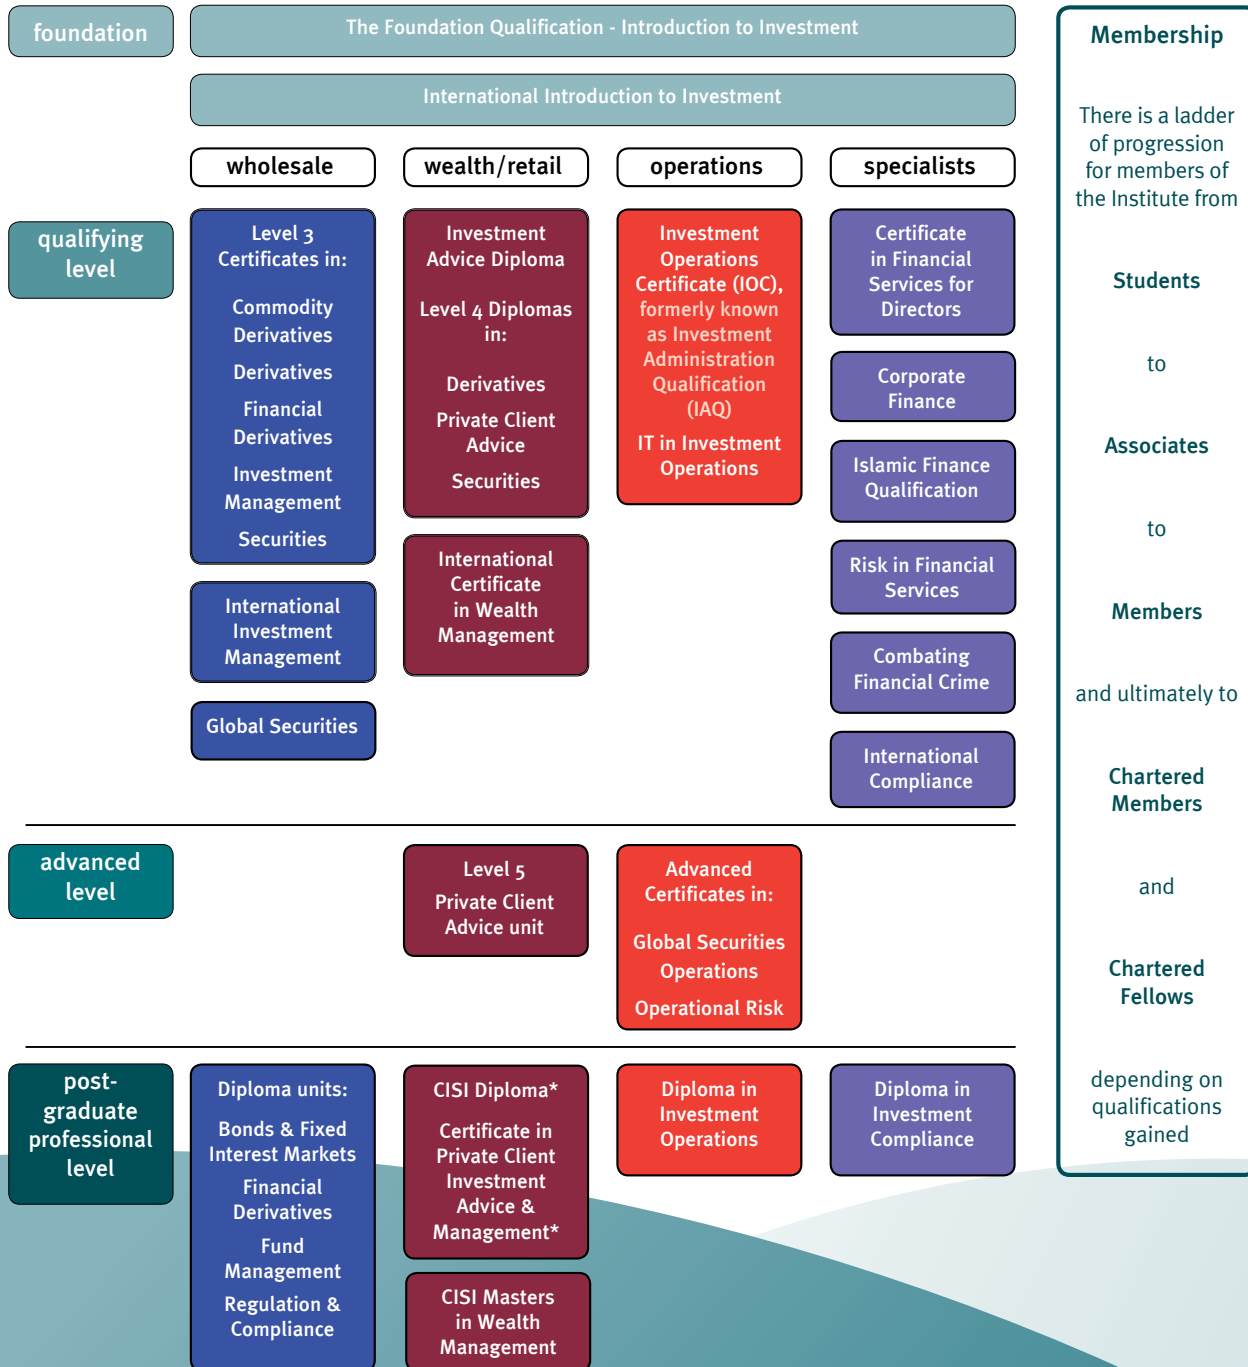 foundation
The Foundation Qualification - Introduction to Investment
International Introduction to Investment
wholesale
wealth/retail
operations
specialists
qualifying
level
Level 3
Certificates in:
Commodity
Derivatives
Derivatives
Financial
Derivatives
Investment
Management
Securities
International
Investment
Management
Global Securities
Investment
Advice Diploma
Level 4 Diplomas
in:
Derivatives
Private Client
Advice
Securities
International
Certificate
in Wealth
Management
Investment
Operations
Certificate (IOC),
formerly known
as Investment
Administration
Qualification
(IAQ)
IT in Investment
Operations
Certificate
in Financial
Services for
Directors
Corporate
Finance
Islamic Finance
Qualification
Risk in Financial
Services
Combating
Financial Crime
International
Compliance
advanced
level
Level 5
Private Client
Advice unit
Advanced
Certificates in:
Global Securities
Operations
Operational Risk
post-
graduate
professional
level
Diploma units:
Bonds & Fixed
Interest Markets
Financial
Derivatives
Fund
Management
Regulation &
Compliance
CISI Diploma*
Certificate in
Private Client
Investment
Advice &
Management*
CISI Masters
in Wealth
Management
Diploma in
Investment
Operations
Diploma in
Investment
Compliance
Membership
There is a ladder
of progression
for members of
the Institute from
Students
to
Associates
to
Members
and ultimately to
Chartered
Members
and
Chartered
Fellows
depending on
qualifications
gained